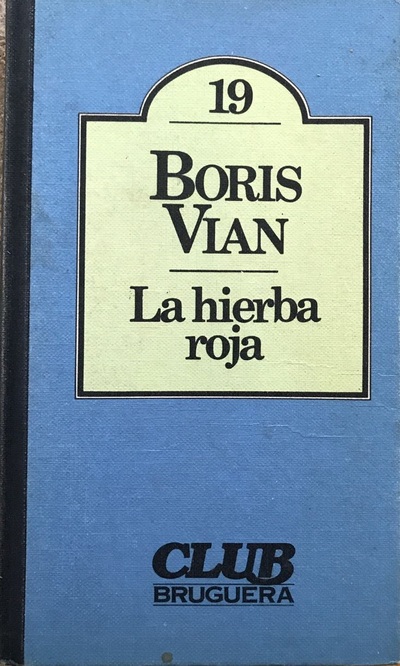 19
BORIS
VIAN
La hierba
roja
CLUB
BRUGUERA